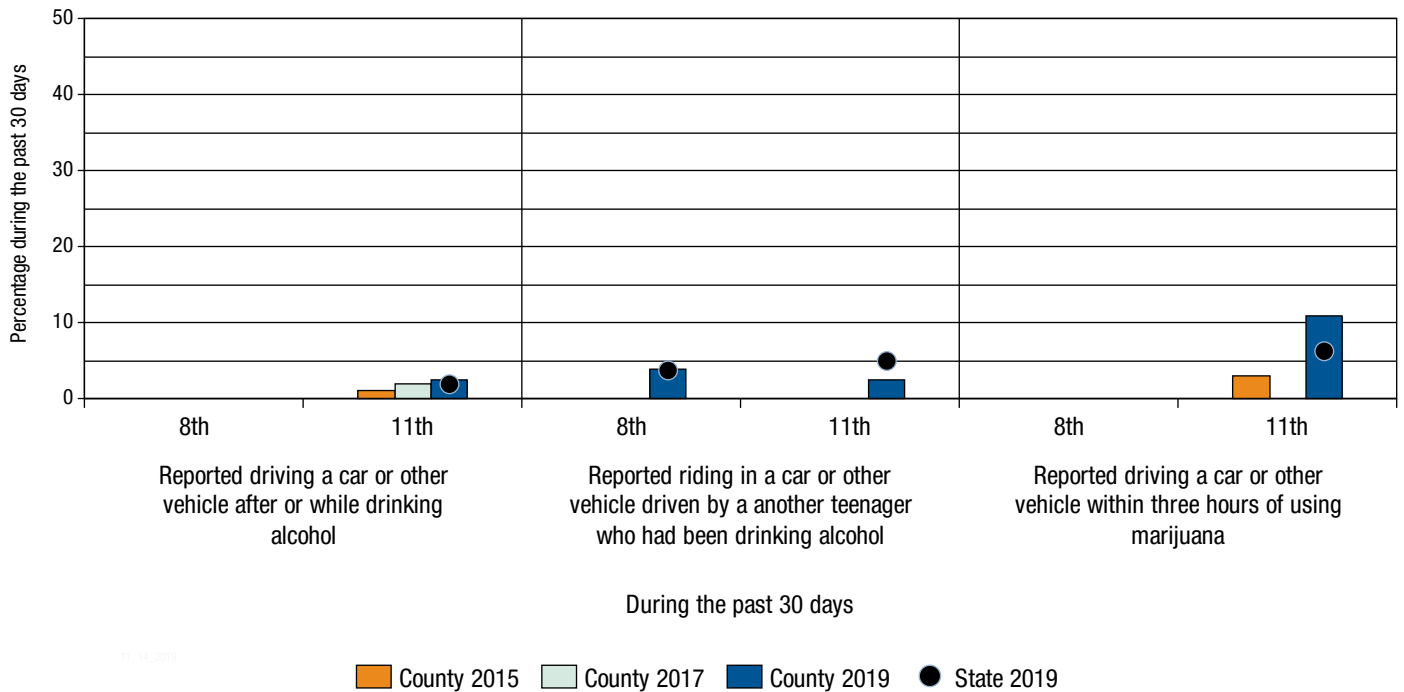 Percentage during the past 30 days
50
40
30
20
10
0
8th 11th 8th 11th 8th 11th
Reported driving a car or other
vehicle after or while drinking
alcohol
Reported riding in a car or other
vehicle driven by a another teenager
who had been drinking alcohol
Reported driving a car or other
vehicle within three hours of using
marijuana
During the past 30 days
County 2015 County 2017 County 2019 State 2019